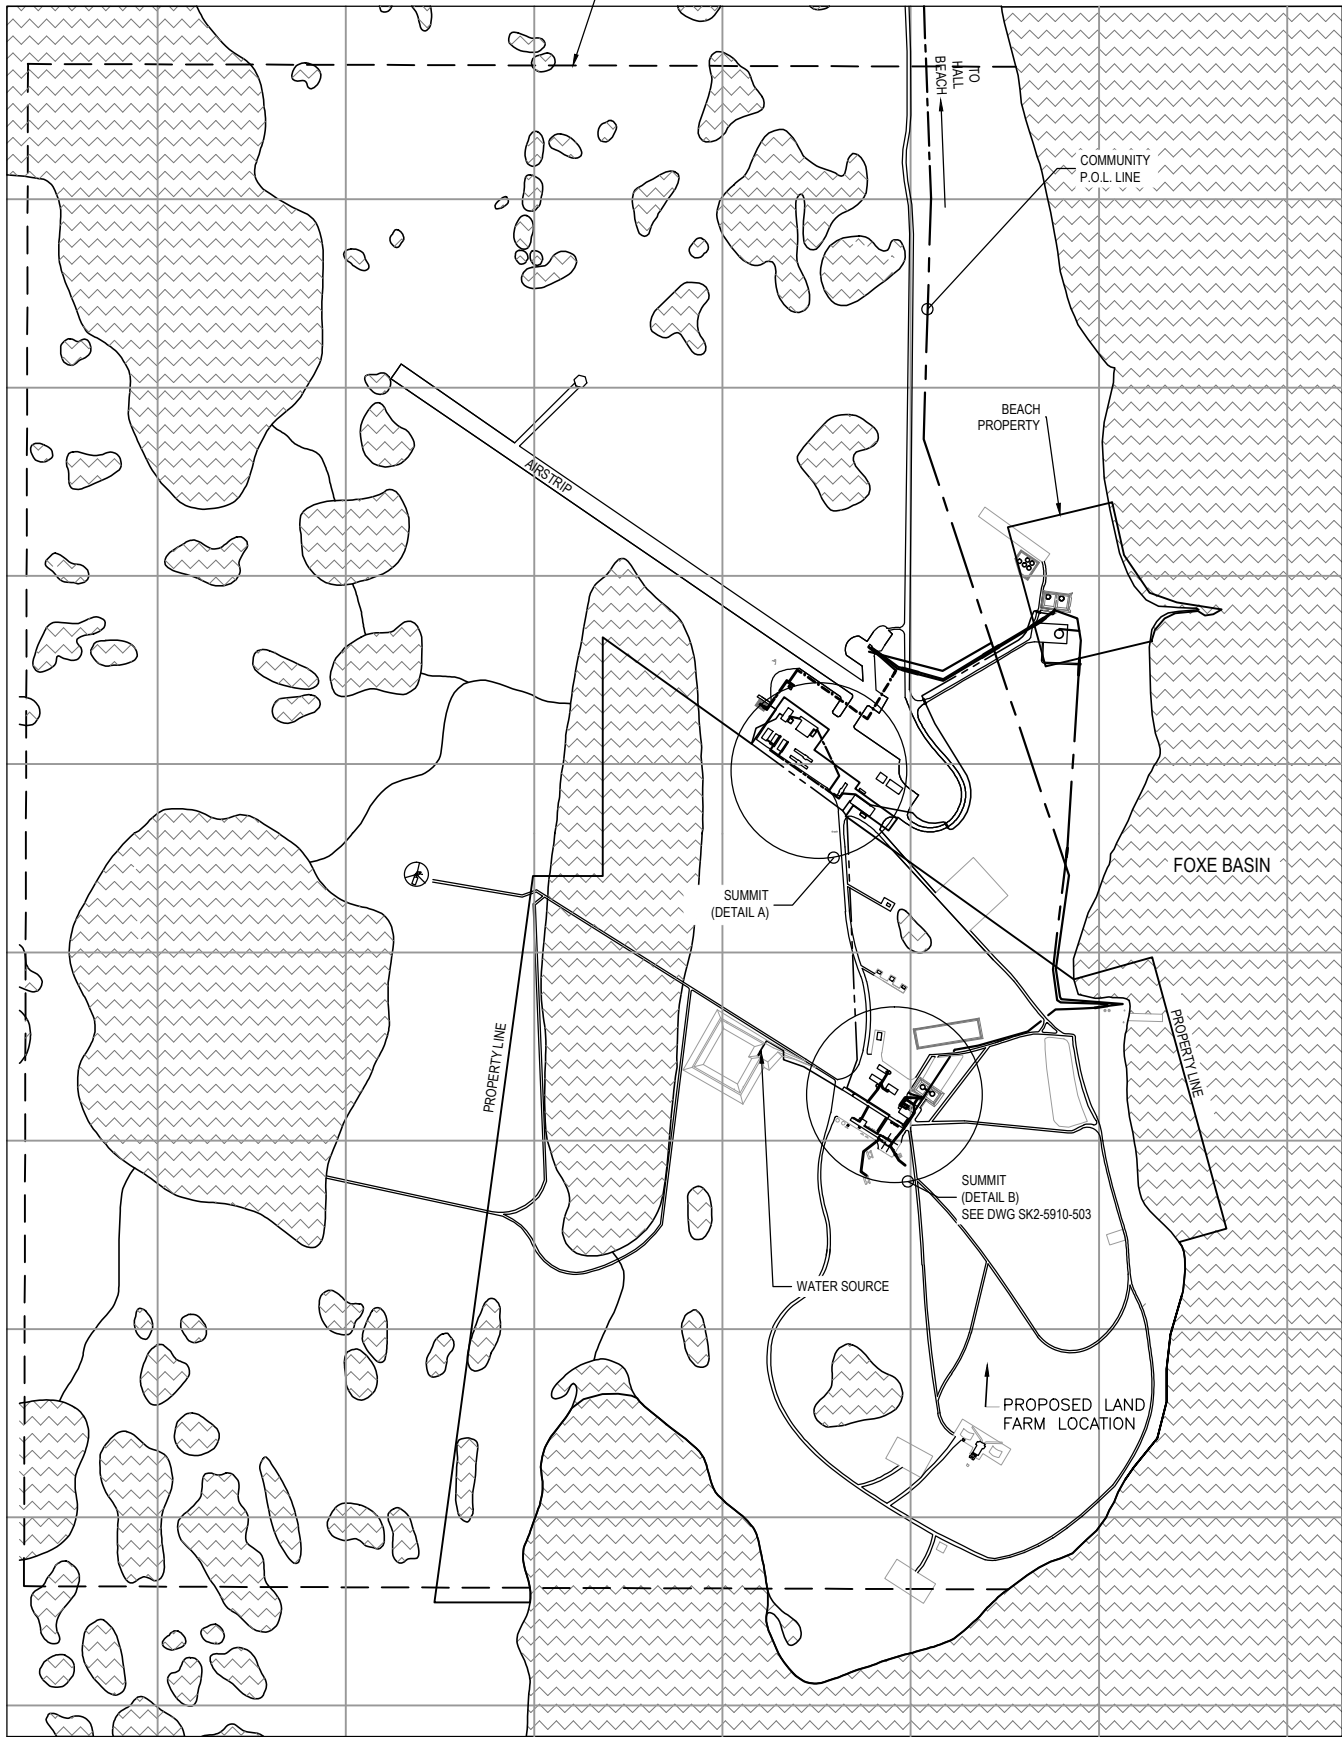 TO
HALL
BEACH
COMMUNITY
P.O.L. LINE
BEACH
PROPERTY
AIRSTRIP
FOXE BASIN
SUMMIT
(DETAIL A)
PROPERTY LINE
PROPERTY LINE
SUMMIT
(DETAIL B)
SEE DWG SK2-5910-503
WATER SOURCE
PROPOSED LAND
FARM LOCATION